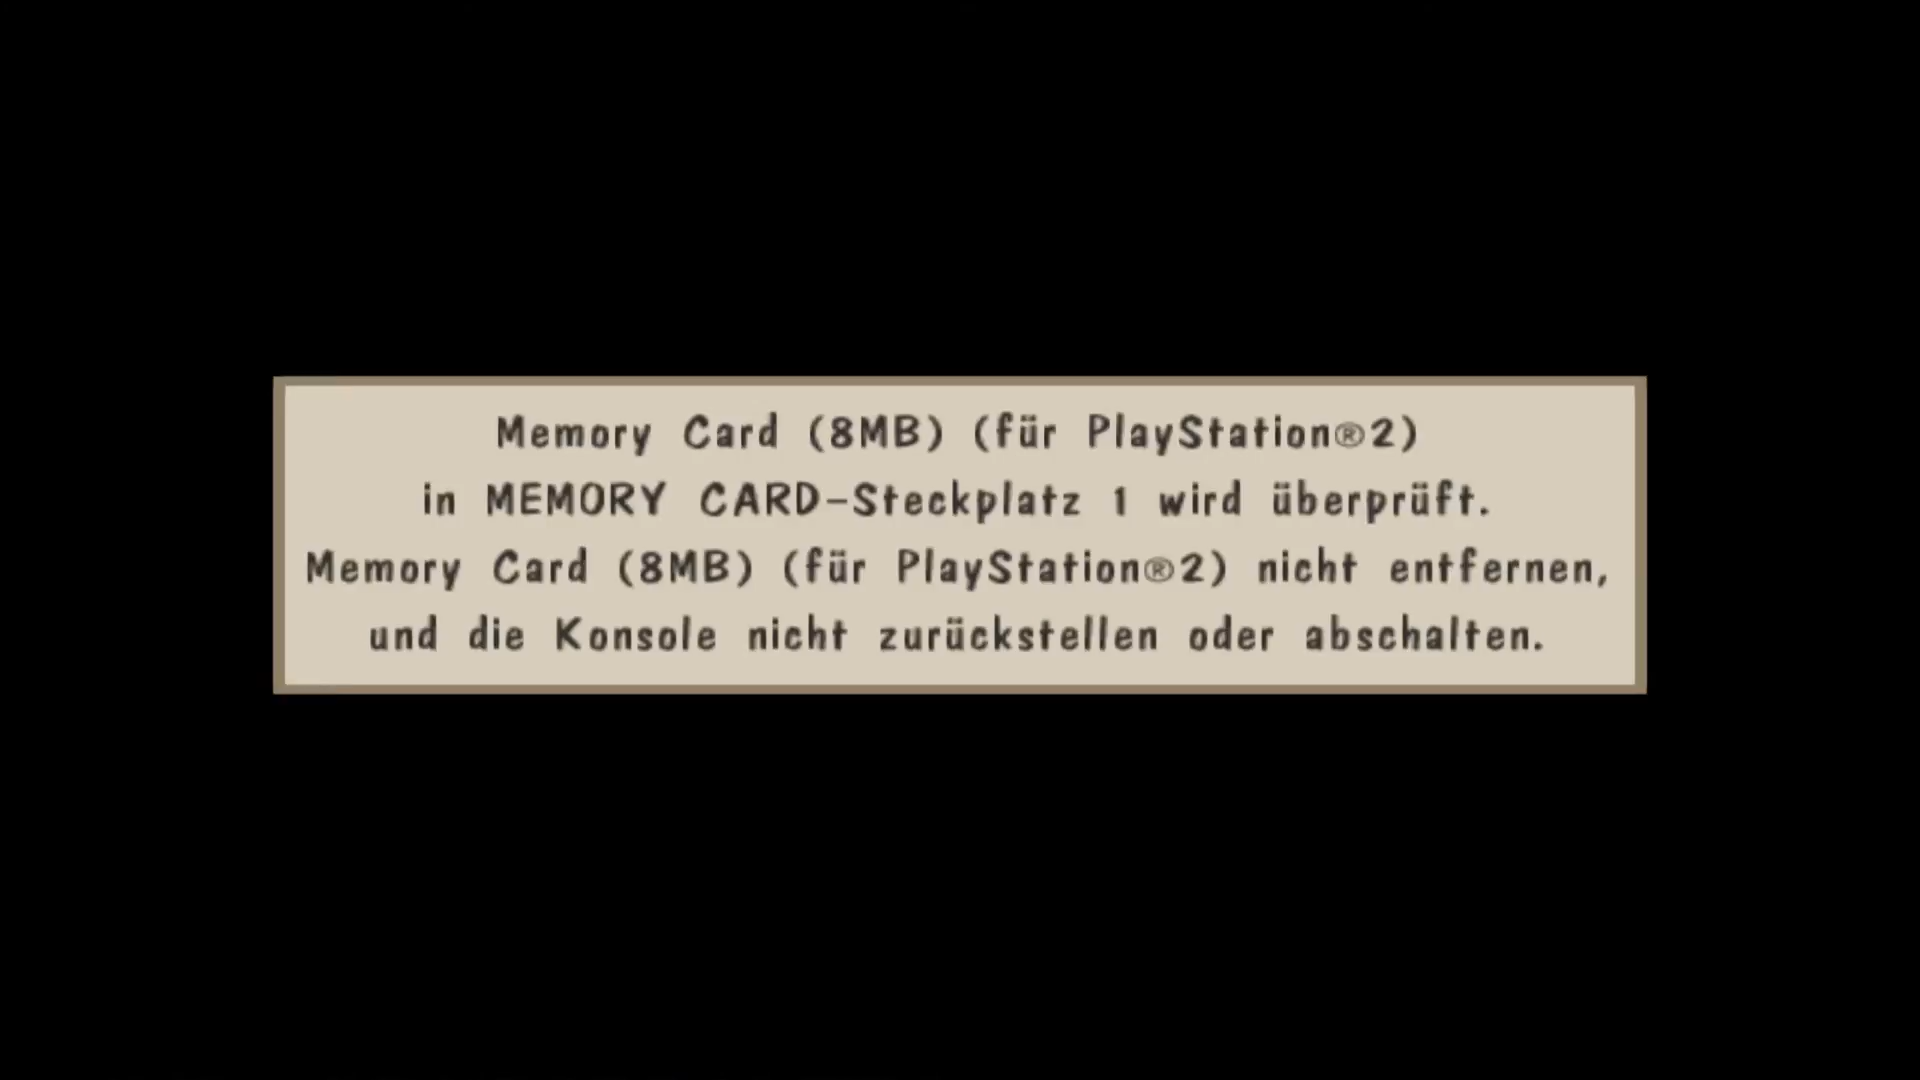 Memory Card (8MB) (für PlayStation®2)
in MEMORY CARD-Steckplatz 1 wird überprüft.
Memory Card (8MB) (für PlayStation®2) nicht entfernen,
und die Konsole nicht zurückstellen oder abschalten.